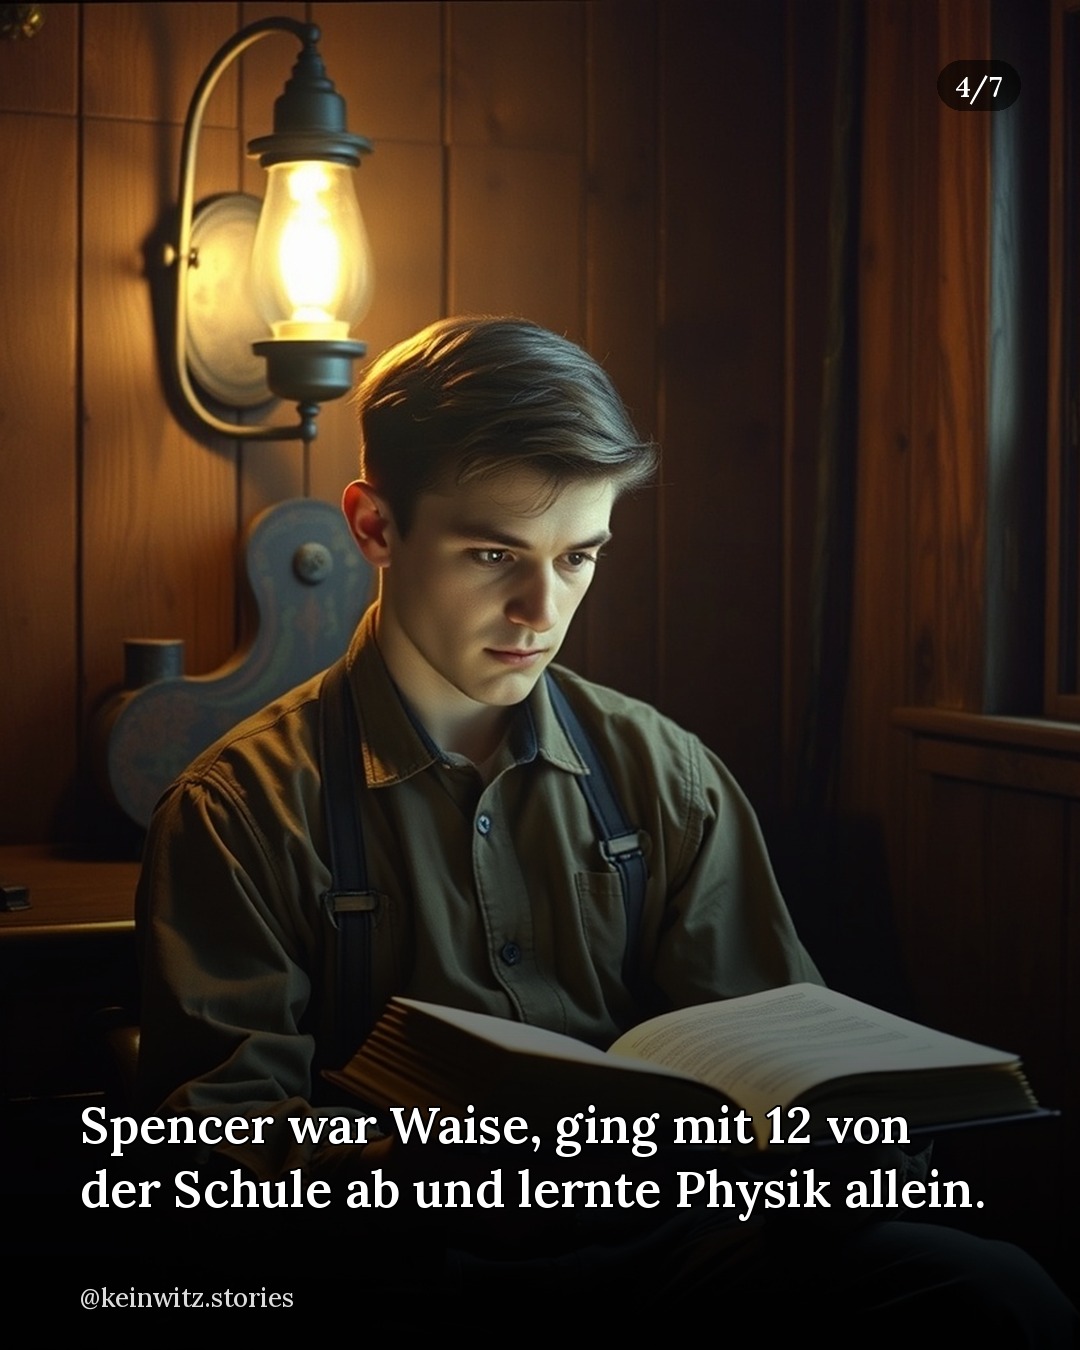 4/7
Spencer war Waise, ging mit 12 von
der Schule ab und lernte Physik allein.
@keinwitz.stories